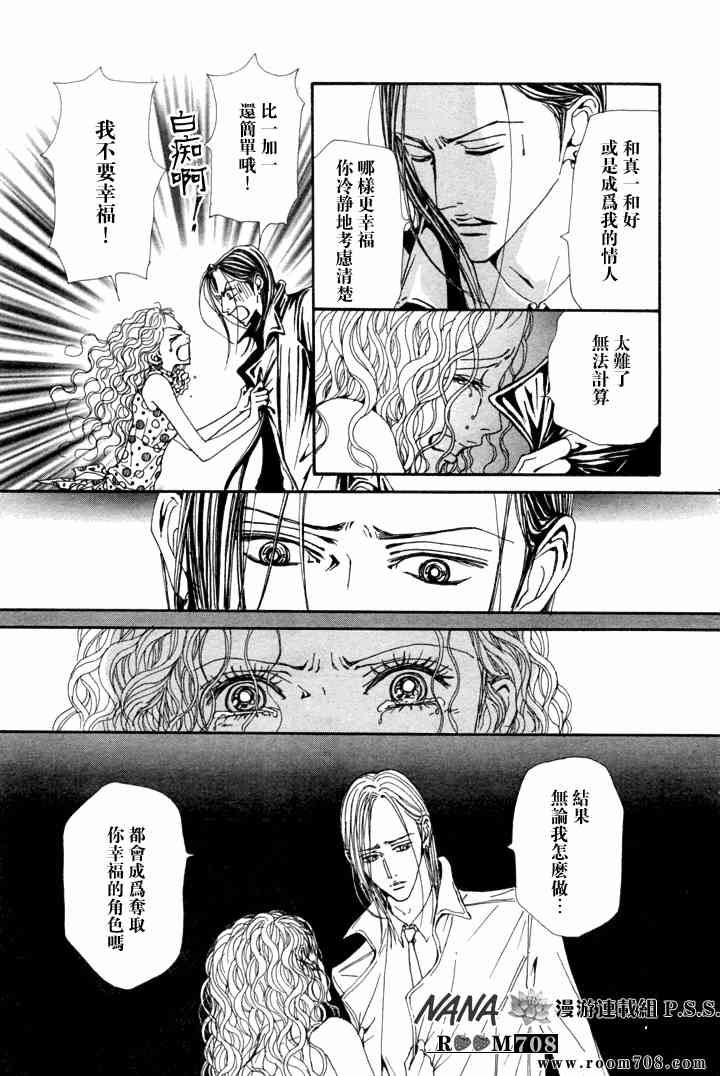 和真一和好
或是成爲我的情人
哪樣更幸福
你冷静地考慮清楚
太難了
無法計算
比一加一
還簡單哦！
白痴啊！
我不要幸福！
結果
無論我怎麼做…
都會成爲奪取
你幸福的角色嗎
NANA 漫游連載組 P.S.S.
ROOM708
www.room708.com